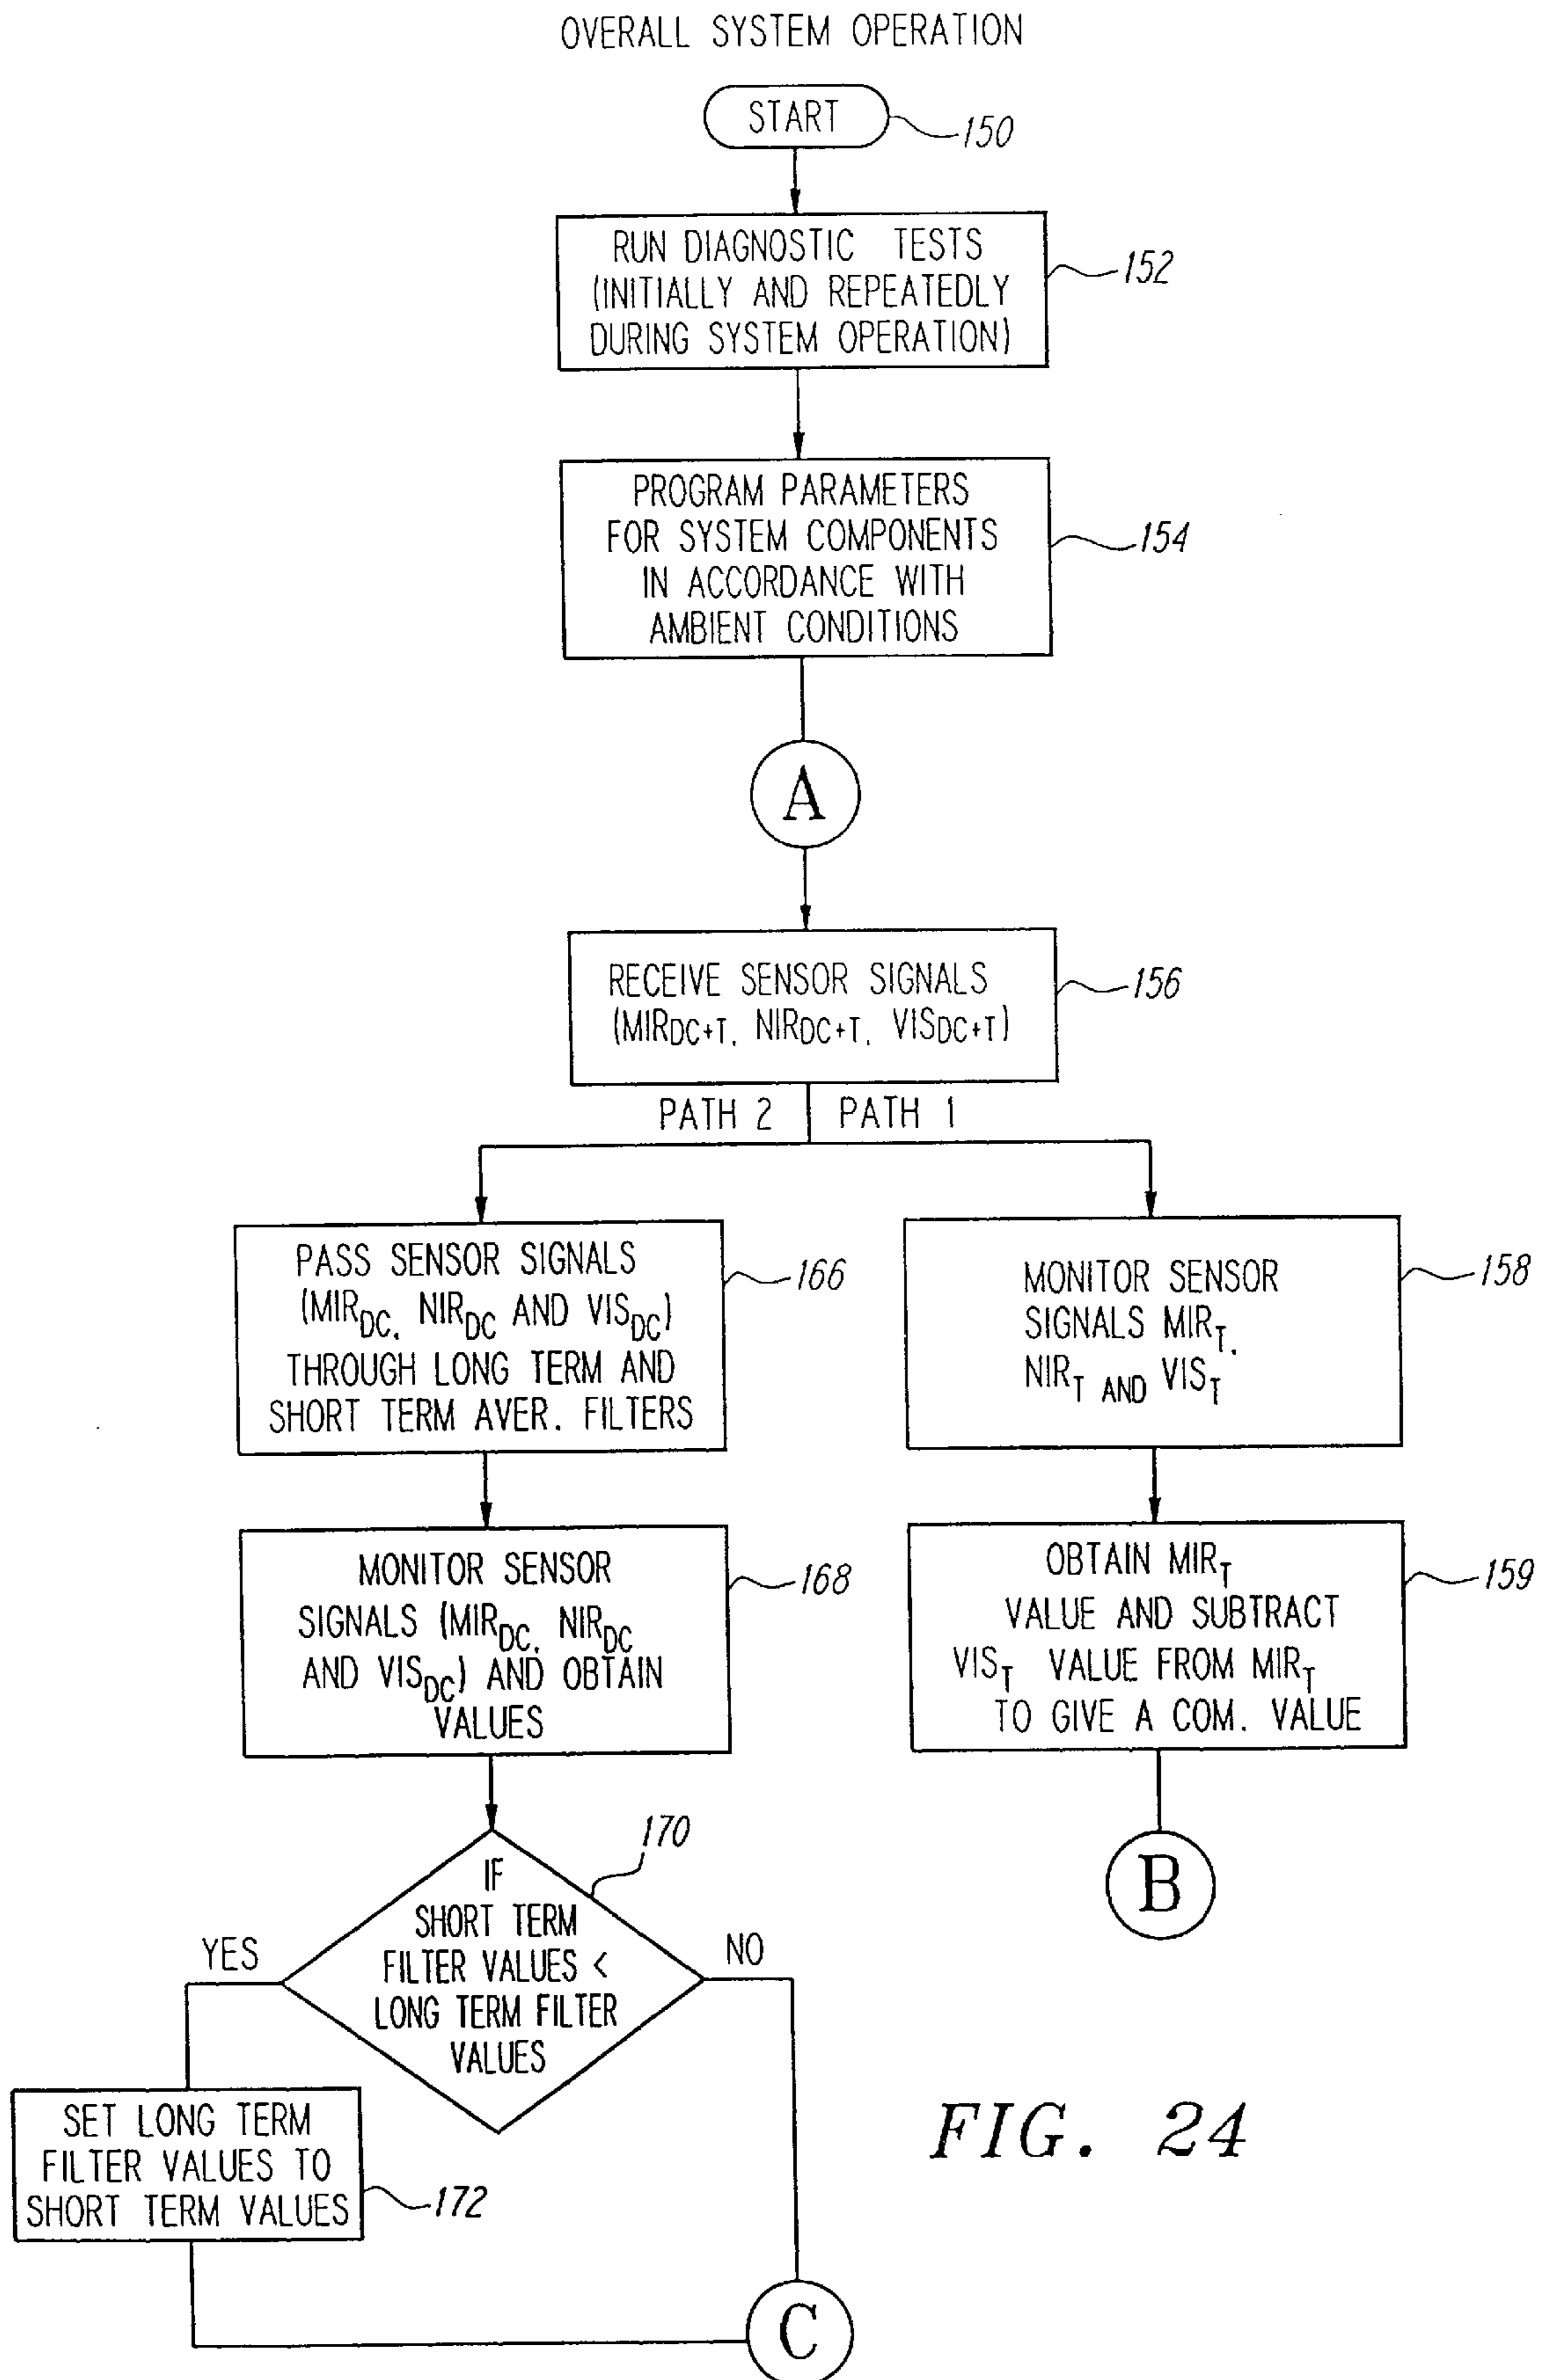 OVERALL SYSTEM OPERATION
START
150
RUN DIAGNOSTIC TESTS
(INITIALLY AND REPEATEDLY
DURING SYSTEM OPERATION)
152
PROGRAM PARAMETERS
FOR SYSTEM COMPONENTS
IN ACCORDANCE WITH
AMBIENT CONDITIONS
154
A
RECEIVE SENSOR SIGNALS
(MIRDC+T, NIRDC+T, VISDC+T)
156
PATH 2
PATH 1
PASS SENSOR SIGNALS
(MIRDC, NIRDC AND VISDC)
THROUGH LONG TERM AND
SHORT TERM AVER. FILTERS
166
MONITOR SENSOR
SIGNALS MIRT,
NIRT AND VIST
158
MONITOR SENSOR
SIGNALS (MIRDC, NIRDC
AND VISDC) AND OBTAIN
VALUES
168
OBTAIN MIRT
VALUE AND SUBTRACT
VIST VALUE FROM MIRT
TO GIVE A COM. VALUE
159
B
IF
SHORT TERM
FILTER VALUES <
LONG TERM FILTER
VALUES
170
YES
NO
SET LONG TERM
FILTER VALUES TO
SHORT TERM VALUES
172
C
FIG. 24